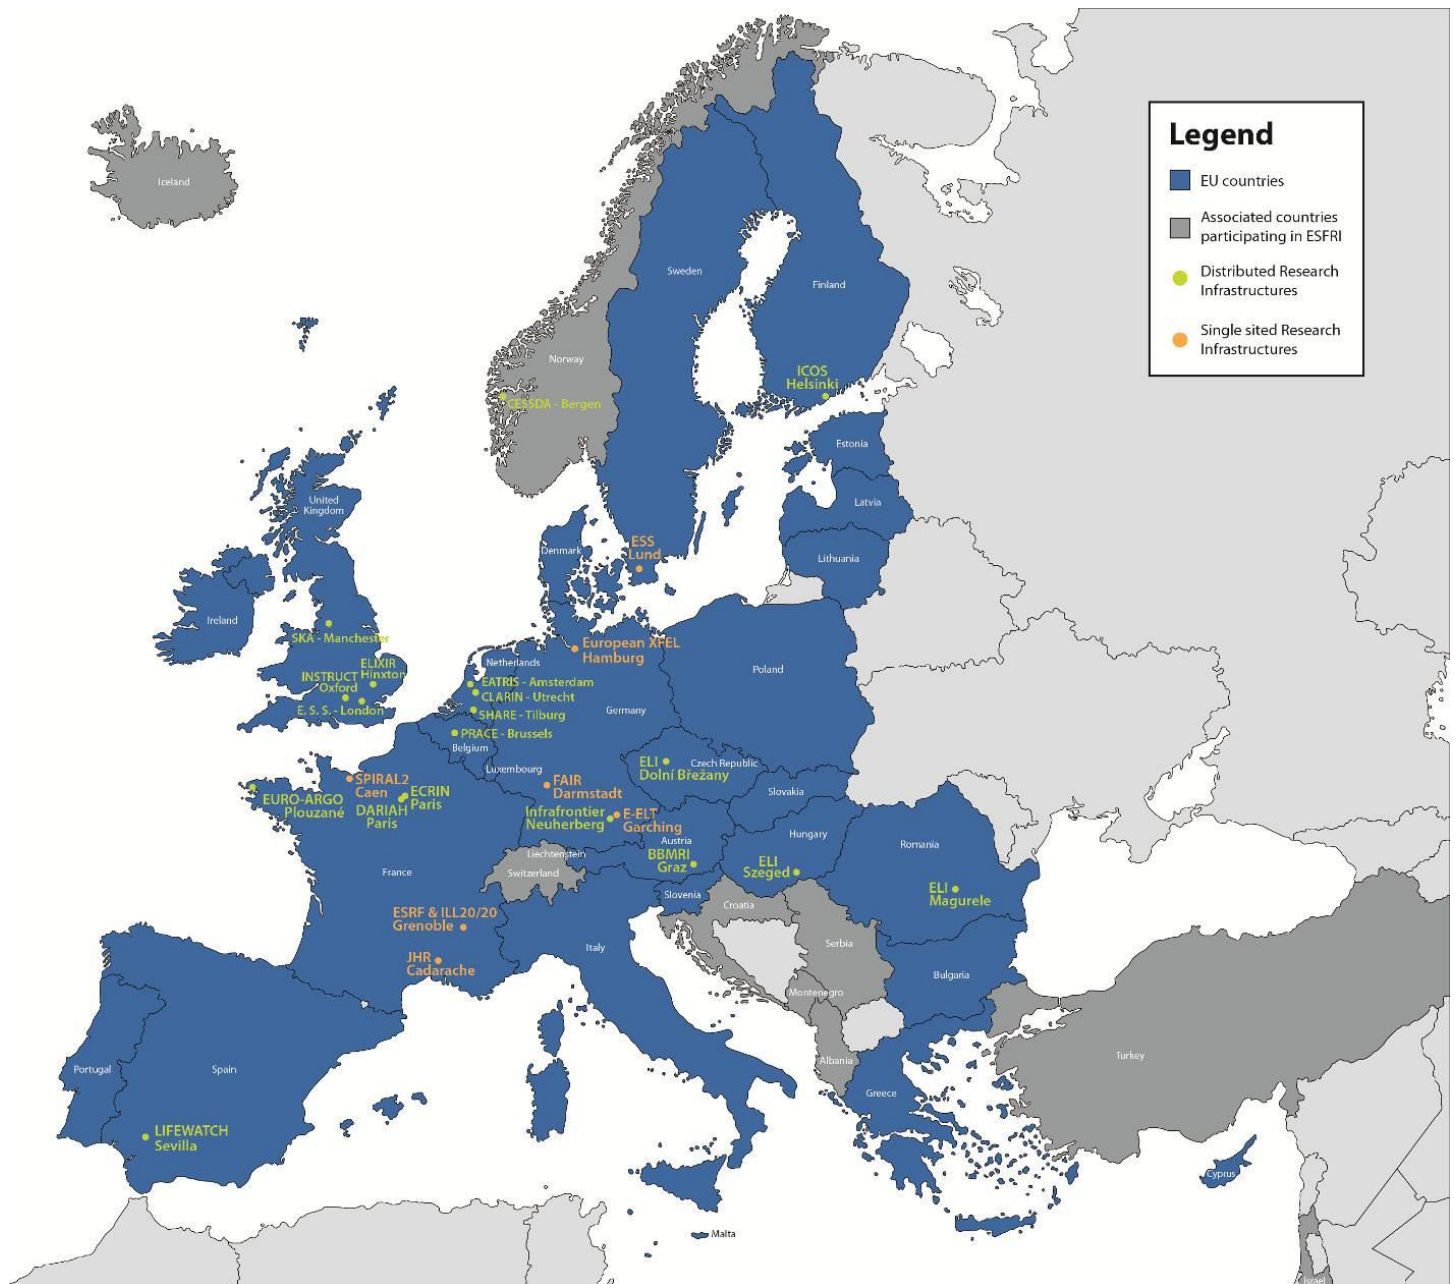 Legend
EU countries
Associated countries
participating in ESFRI
Distributed Research
Infrastructures
Single sited Research
Infrastructures
Iceland
Sweden
Finland
Norway
ICOS
Helsinki
CESSDA - Bergen
Estonia
United
Kingdom
Latvia
ESS
Lund
Denmark
Lithuania
Ireland
SKA - Manchester
European XFEL
Hamburg
Netherlands
Poland
ELIXIR
Hinxton
INSTRUCT
Oxford
E. S. S. - London
EATRIS - Amsterdam
CLARIN - Utrecht
SHARE - Tilburg
Germany
PRACE - Brussels
Belgium
Luxembourg
ELI
Dolní Břežany
Czech Republic
SPIRAL2
Caen
FAIR
Darmstadt
Slovakia
EURO-ARGO
Plouzané
ECRIN
Paris
DARIAH
Paris
Infrafrontier
Neuherberg
E-ELT
Garching
Hungary
Austria
Romania
Liechtenstein
Switzerland
BBMRI
Graz
ELI
Szeged
France
Slovenia
ELI
Magurele
Croatia
ESRF & ILL20/20
Grenoble
Italy
Serbia
JHR
Cadarache
Bulgaria
Montenegro
Albania
Turkey
Portugal
Spain
Greece
LIFEWATCH
Sevilla
Cyprus
Malta
Israel